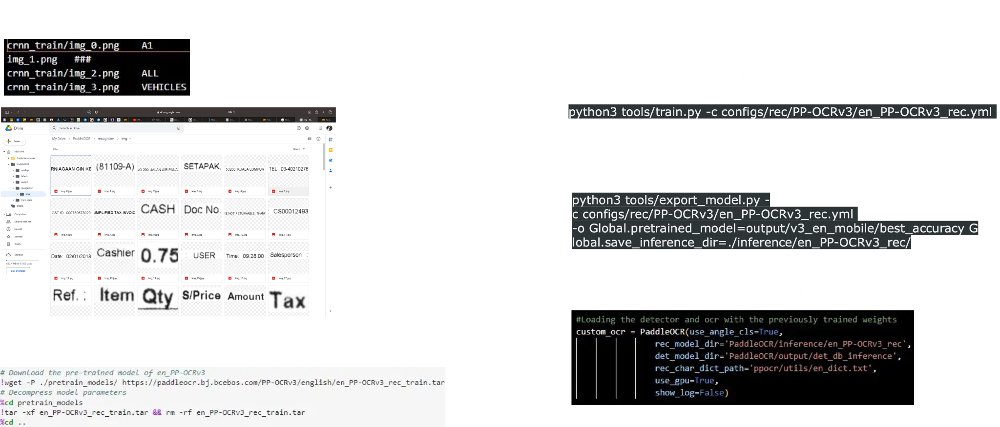 crnn_train/img_0.png A1
img_1.png ###
crnn_train/img_2.png ALL
crnn_train/img_3.png VEHICLES
drive.google.com
Drive
Search in Drive
New
My Drive > PaddleOCR > recognizer > img
Files
Name
My Drive
Colab Notebooks
PaddleOCR
configs
labels
output
recognizer
img
train_data
SROIE
Computers
Shared with me
Recent
Starred
Trash
Storage
527.4 MB of 15 GB used
Buy storage
RNIAGAAN GIN KE
(81109-A)
NO 290, JALAN AIR PANA
SETAPAK,
53200, KUALA LUMPUR.
TEL : 03-40210276
img_0.jpg
img_1.jpg
img_2.jpg
img_3.jpg
img_4.jpg
img_5.jpg
GST ID : 000750673920
IMPLIFIED TAX INVOIC
CASH
Doc No.
RE NOT RETURNABLE, THANK
: CS00012493
img_6.jpg
img_7.jpg
img_8.jpg
img_9.jpg
img_10.jpg
img_11.jpg
Date: 02/01/2018
Cashier
0.75
: USER
Time: 09:28:00
Salesperson :
img_12.jpg
img_13.jpg
img_14.jpg
img_15.jpg
img_16.jpg
img_17.jpg
Ref. :
Item
Qty
S/Price
Amount
Tax
# Download the pre-trained model of en_PP-OCRv3
!wget -P ./pretrain_models/ https://paddleocr.bj.bcebos.com/PP-OCRv3/english/en_PP-OCRv3_rec_train.tar
# Decompress model parameters
%cd pretrain_models
!tar -xf en_PP-OCRv3_rec_train.tar && rm -rf en_PP-OCRv3_rec_train.tar
%cd ..
python3 tools/train.py -c configs/rec/PP-OCRv3/en_PP-OCRv3_rec.yml
python3 tools/export_model.py -
c configs/rec/PP-OCRv3/en_PP-OCRv3_rec.yml
-o Global.pretrained_model=output/v3_en_mobile/best_accuracy G
lobal.save_inference_dir=./inference/en_PP-OCRv3_rec/
#Loading the detector and ocr with the previously trained weights
custom_ocr = PaddleOCR(use_angle_cls=True,
rec_model_dir='PaddleOCR/inference/en_PP-OCRv3_rec',
det_model_dir='PaddleOCR/output/det_db_inference',
rec_char_dict_path='ppocr/utils/en_dict.txt',
use_gpu=True,
show_log=False)